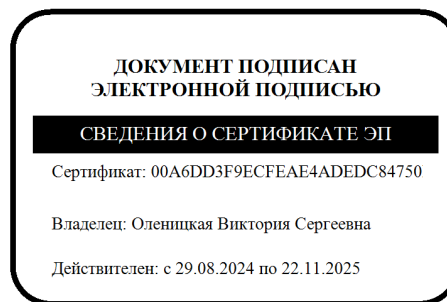 ДОКУМЕНТ ПОДПИСАН
ЭЛЕКТРОННОЙ ПОДПИСЬЮ
СВЕДЕНИЯ О СЕРТИФИКАТЕ ЭП
Сертификат: 00A6DD3F9ECFEAE4ADEDC84750
Владелец: Оленицкая Виктория Сергеевна
Действителен: с 29.08.2024 по 22.11.2025